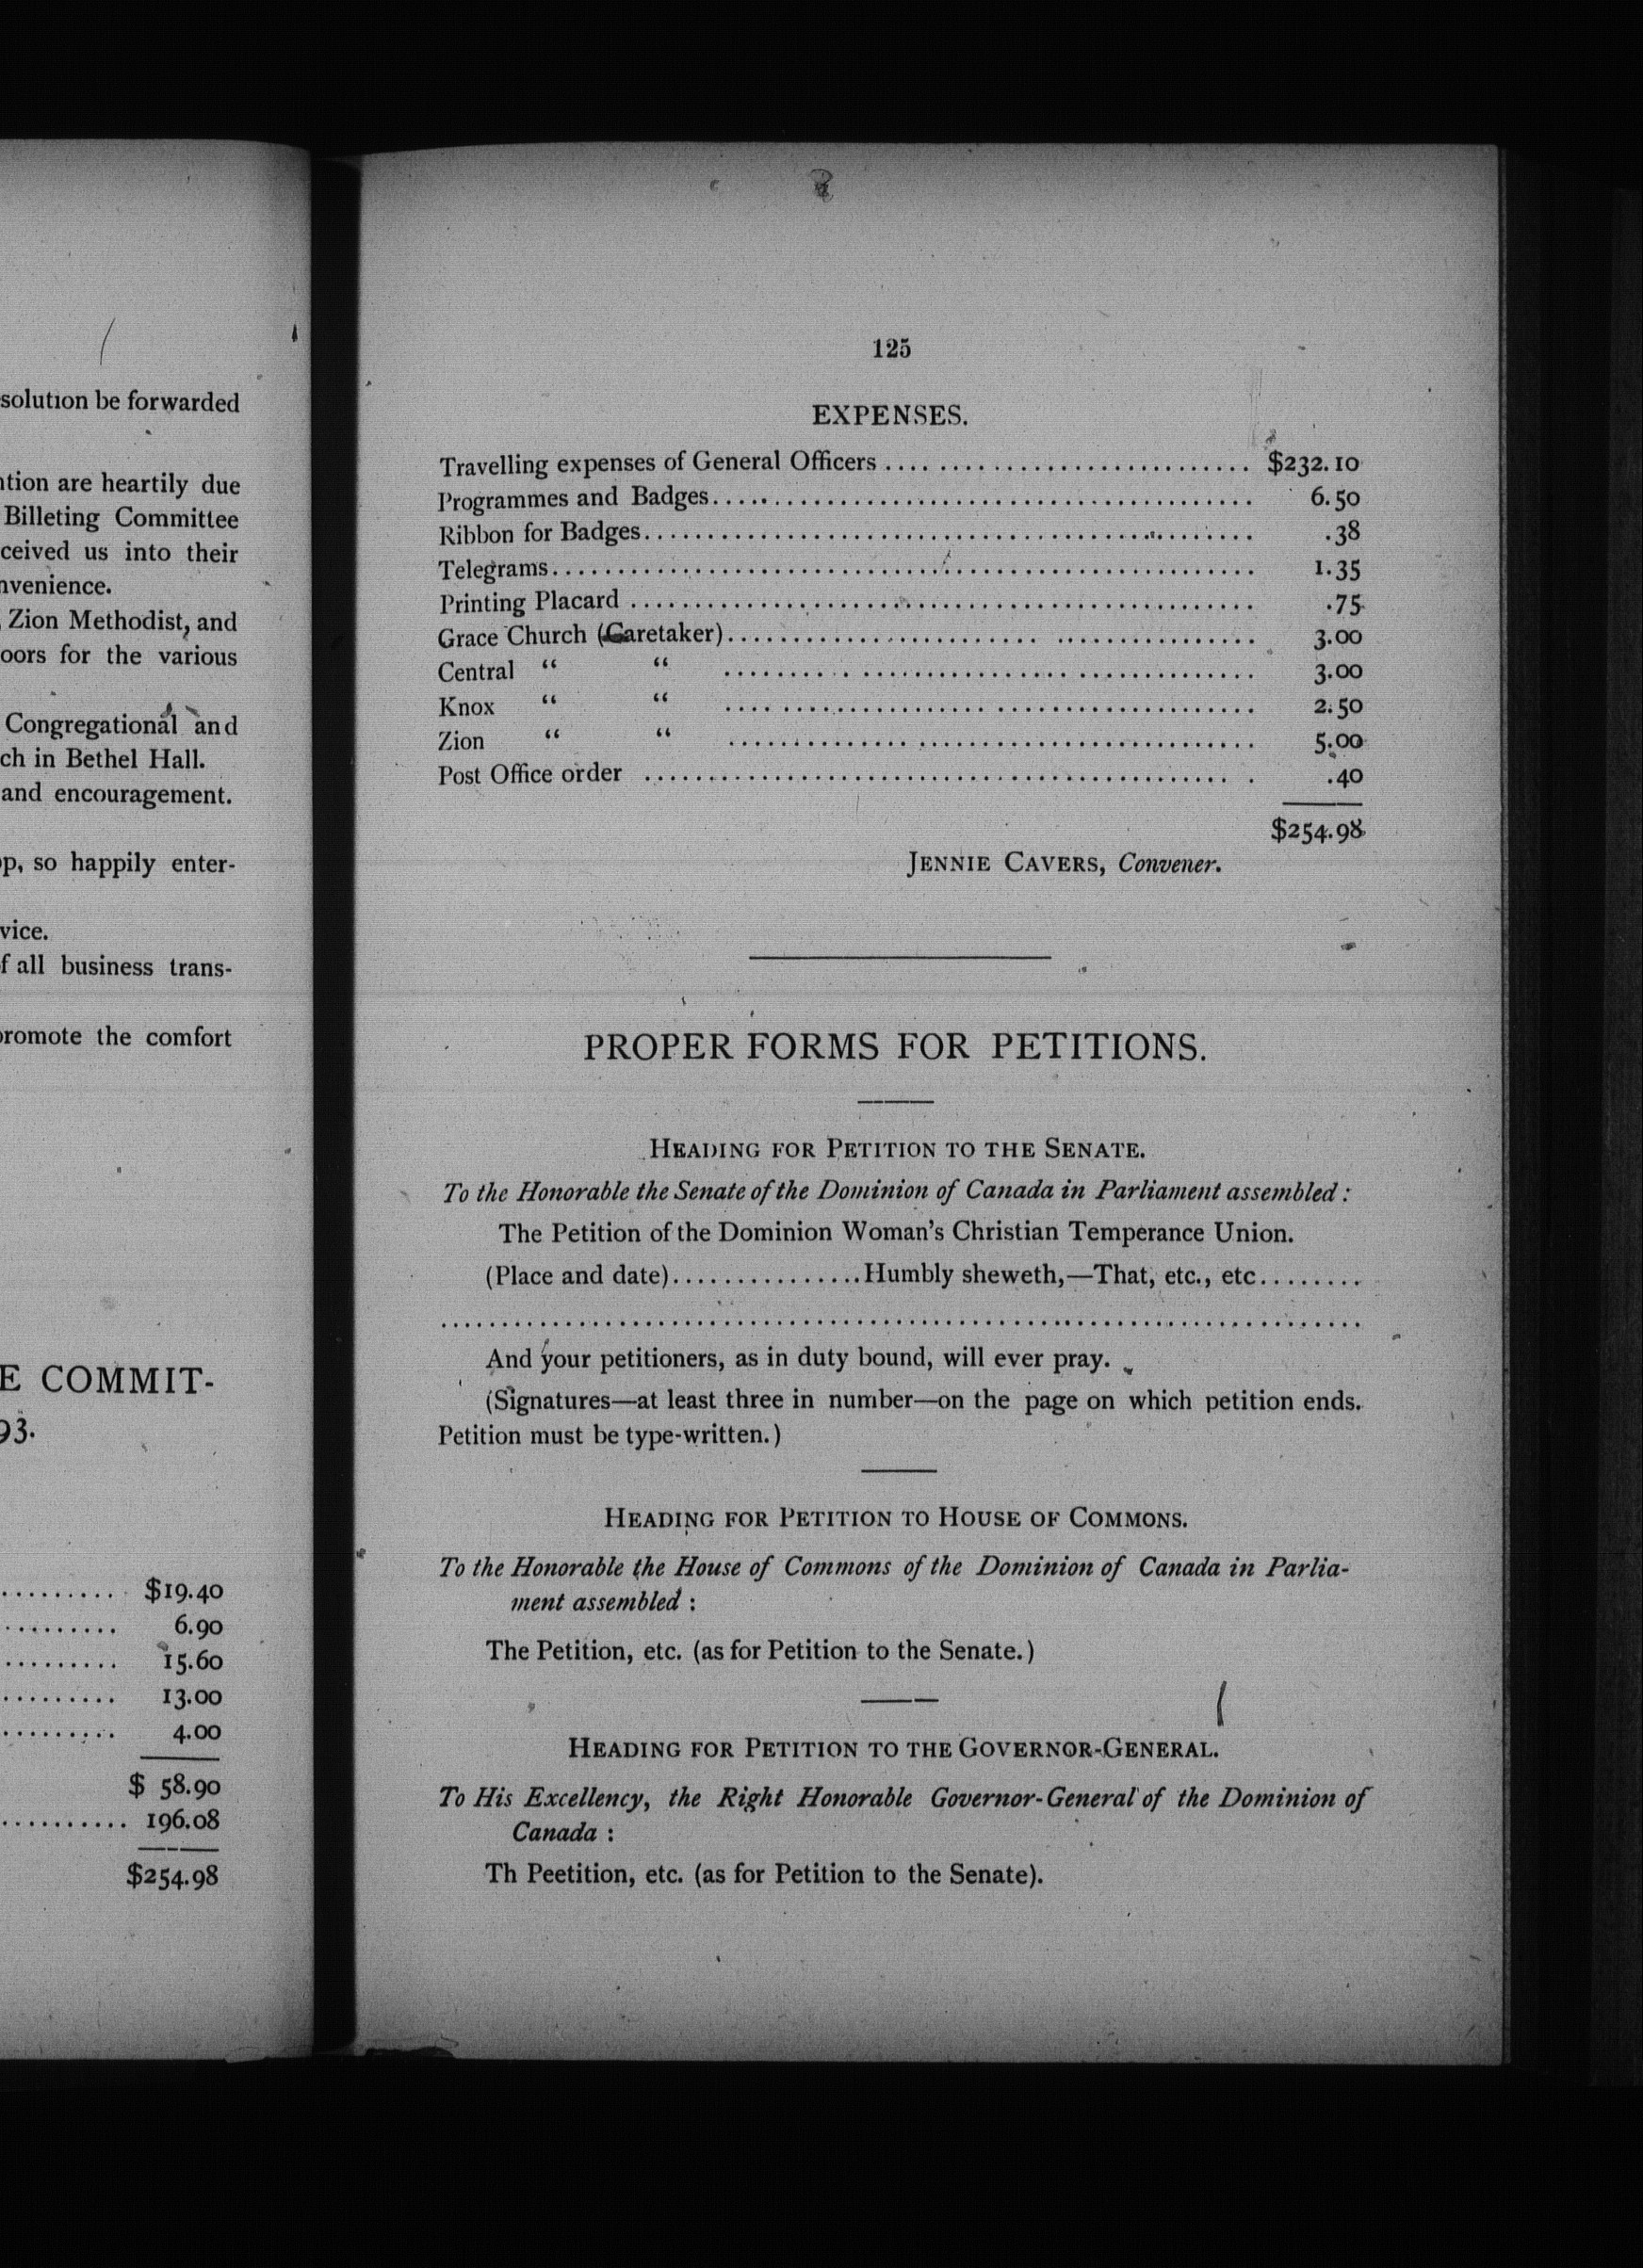 solution be forwarded
tion are heartily due
Billeting Committee
ceived us into their
nvenience.
Zion Methodist, and
oors for the various
Congregational and
ch in Bethel Hall.
and encouragement.
p, so happily enter-
vice.
f all business trans-
romote the comfort
E COMMIT-
93.
.......... $19.40
......... 6.90
......... 15.60
......... 13.00
......... 4.00
$ 58.90
.......... 196.08
$254.98
125
EXPENSES.
Travelling expenses of General Officers ............................ $232.10
Programmes and Badges.......................................... 6.50
Ribbon for Badges............................................... .38
Telegrams...................................................... 1.35
Printing Placard ................................................ .75
Grace Church (Caretaker)........................................ 3.00
Central “ “ ........................................ 3.00
Knox “ “ ........................................ 2.50
Zion “ “ ........................................ 5.00
Post Office order ............................................... .40
$254.98
JENNIE CAVERS, Convener.
PROPER FORMS FOR PETITIONS.
HEADING FOR PETITION TO THE SENATE.
To the Honorable the Senate of the Dominion of Canada in Parliament assembled :
The Petition of the Dominion Woman's Christian Temperance Union.
(Place and date)...............Humbly sheweth,—That, etc., etc........
......................................................................
And your petitioners, as in duty bound, will ever pray.
(Signatures—at least three in number—on the page on which petition ends.
Petition must be type-written.)
HEADING FOR PETITION TO HOUSE OF COMMONS.
To the Honorable the House of Commons of the Dominion of Canada in Parlia-
ment assembled :
The Petition, etc. (as for Petition to the Senate.)
HEADING FOR PETITION TO THE GOVERNOR-GENERAL.
To His Excellency, the Right Honorable Governor-General of the Dominion of
Canada :
Th Peetition, etc. (as for Petition to the Senate).